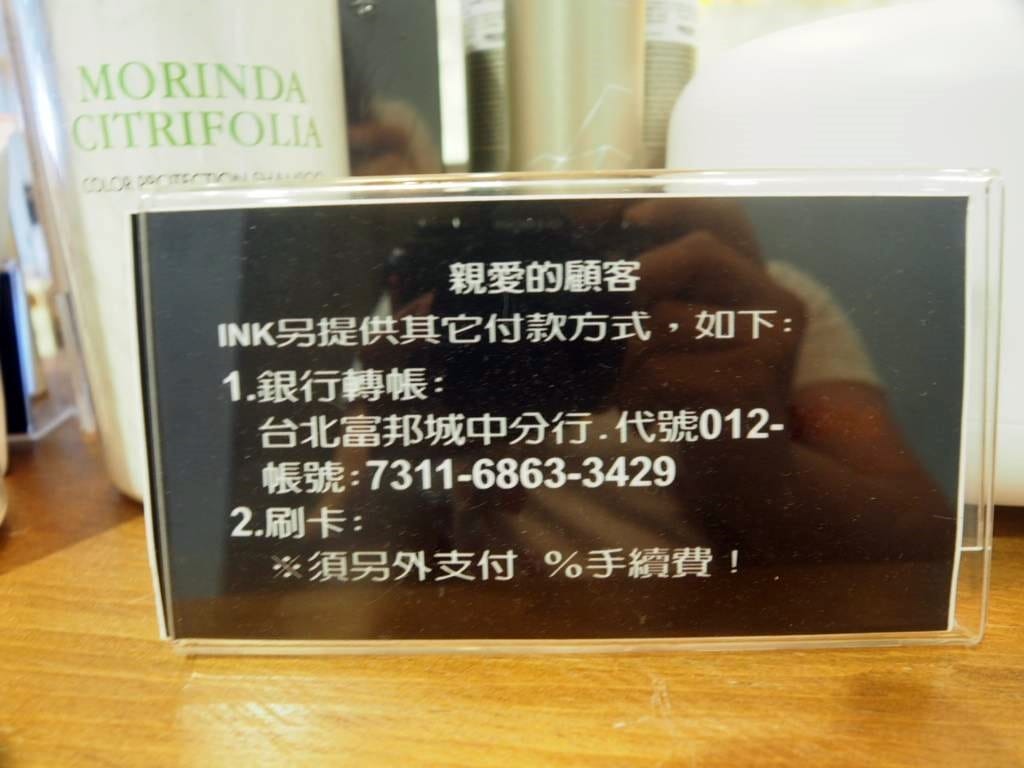 MORINDA
CITRIFOLIA
COLOR PROTECTION SHAMPOO
親愛的顧客
INK另提供其它付款方式，如下:
1.銀行轉帳:
台北富邦城中分行.代號012-
帳號:7311-6863-3429
2.刷卡:
※須另外支付 %手續費！